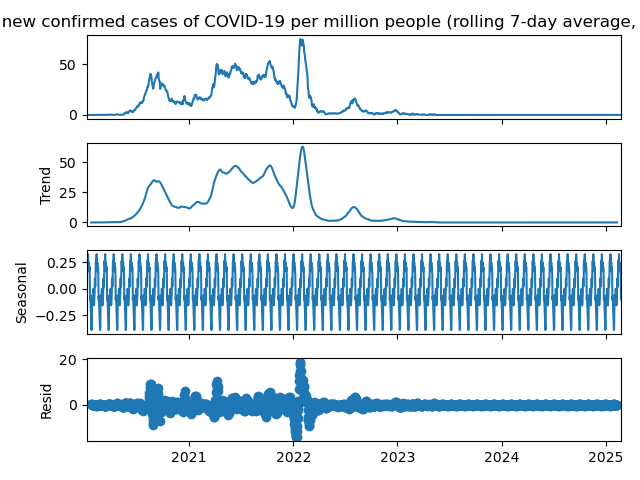 new confirmed cases of COVID-19 per million people (rolling 7-day average,
50
0
Trend
50
25
0
Seasonal
0.25
0.00
−0.25
Resid
20
0
2021 2022 2023 2024 2025